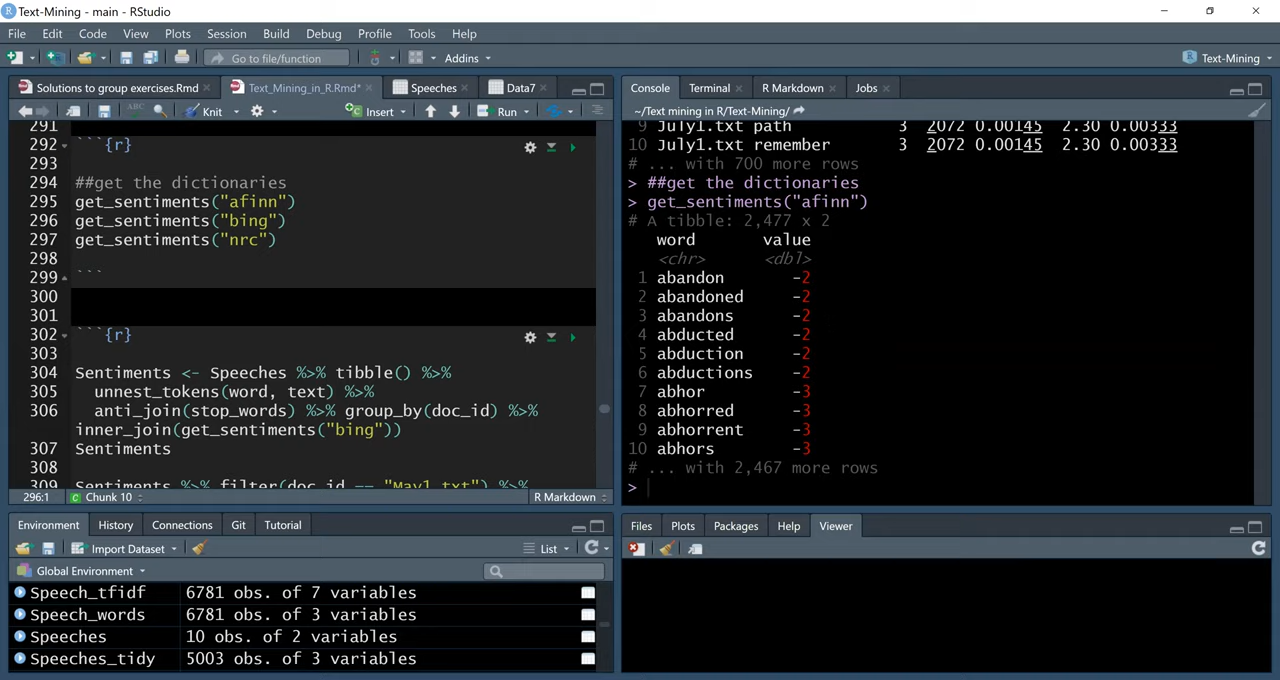 Text-Mining - main - RStudio
File Edit Code View Plots Session Build Debug Profile Tools Help
Go to file/function Addins Text-Mining
Solutions to group exercises.Rmd Text_Mining_in_R.Rmd* Speeches Data7
ABC Knit Insert Run
291
292 ```{r}
293
294 ##get the dictionaries
295 get_sentiments("afinn")
296 get_sentiments("bing")
297 get_sentiments("nrc")
298
299 ```
300
301
302 ```{r}
303
304 Sentiments <- Speeches %>% tibble() %>%
305 unnest_tokens(word, text) %>%
306 anti_join(stop_words) %>% group_by(doc_id) %>%
inner_join(get_sentiments("bing"))
307 Sentiments
308
309 Sentiments %>% filter(doc_id == "May1.txt") %>%
296:1 Chunk 10 R Markdown
Console Terminal R Markdown Jobs
~/Text mining in R/Text-Mining/
9 July1.txt path 3 2072 0.00145 2.30 0.00333
10 July1.txt remember 3 2072 0.00145 2.30 0.00333
# ... with 700 more rows
> ##get the dictionaries
> get_sentiments("afinn")
# A tibble: 2,477 x 2
word value
<chr> <dbl>
1 abandon -2
2 abandoned -2
3 abandons -2
4 abducted -2
5 abduction -2
6 abductions -2
7 abhor -3
8 abhorred -3
9 abhorrent -3
10 abhors -3
# ... with 2,467 more rows
>
Environment History Connections Git Tutorial
Import Dataset List
Global Environment
Speech_tfidf 6781 obs. of 7 variables
Speech_words 6781 obs. of 3 variables
Speeches 10 obs. of 2 variables
Speeches_tidy 5003 obs. of 3 variables
Files Plots Packages Help Viewer